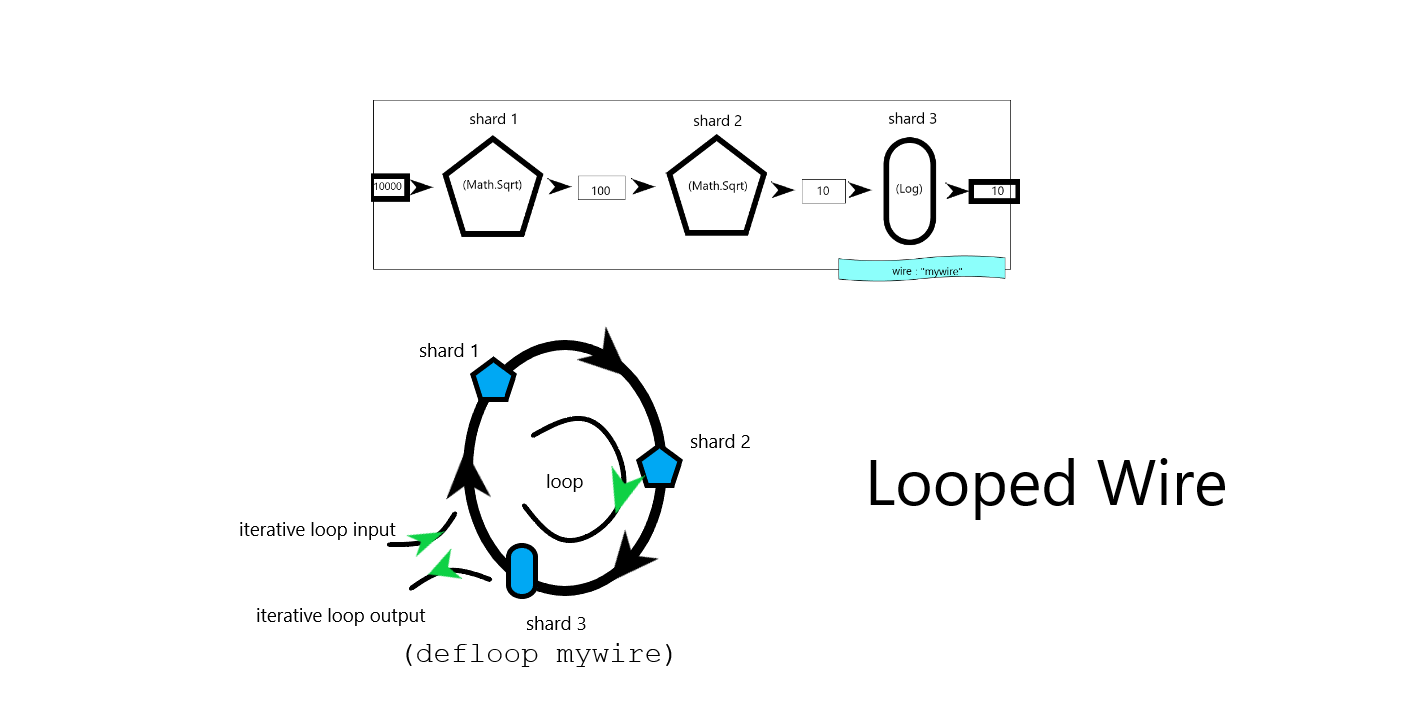 shard 1
shard 2
shard 3
10000
(Math.Sqrt)
100
(Math.Sqrt)
10
(Log)
10
wire : "mywire"
shard 1
shard 2
loop
Looped Wire
iterative loop input
iterative loop output
shard 3
(defloop mywire)